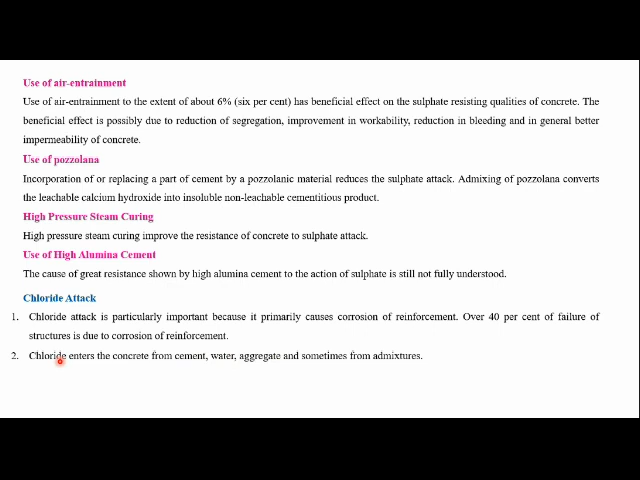 Use of air-entrainment
Use of air-entrainment to the extent of about 6% (six per cent) has beneficial effect on the sulphate resisting qualities of concrete. The
beneficial effect is possibly due to reduction of segregation, improvement in workability, reduction in bleeding and in general better
impermeability of concrete.
Use of pozzolana
Incorporation of or replacing a part of cement by a pozzolanic material reduces the sulphate attack. Admixing of pozzolana converts
the leachable calcium hydroxide into insoluble non-leachable cementitious product.
High Pressure Steam Curing
High pressure steam curing improve the resistance of concrete to sulphate attack.
Use of High Alumina Cement
The cause of great resistance shown by high alumina cement to the action of sulphate is still not fully understood.
Chloride Attack
1. Chloride attack is particularly important because it primarily causes corrosion of reinforcement. Over 40 per cent of failure of
structures is due to corrosion of reinforcement.
2. Chloride enters the concrete from cement, water, aggregate and sometimes from admixtures.